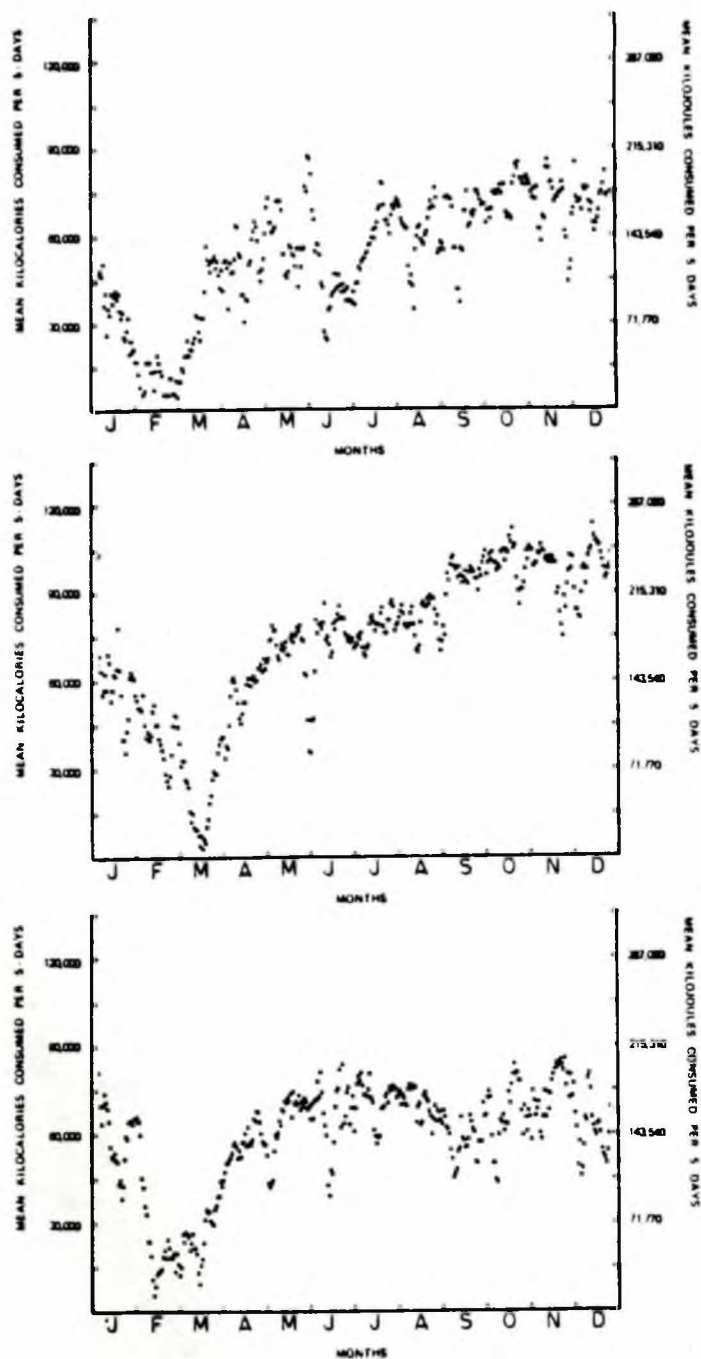 MEAN KILOCALORIES CONSUMED PER 5-DAYS
120,000
90,000
60,000
30,000
287,080
215,310
143,540
71,770
MEAN KILOJOULES CONSUMED PER 5 DAYS
J F M A M J J A S O N D
MONTHS
MEAN KILOCALORIES CONSUMED PER 5-DAYS
120,000
90,000
60,000
30,000
287,080
215,310
143,540
71,770
MEAN KILOJOULES CONSUMED PER 5 DAYS
J F M A M J J A S O N D
MONTHS
MEAN KILOCALORIES CONSUMED PER 5-DAYS
120,000
90,000
60,000
30,000
287,080
215,310
143,540
71,770
MEAN KILOJOULES CONSUMED PER 5 DAYS
J F M A M J J A S O N D
MONTHS